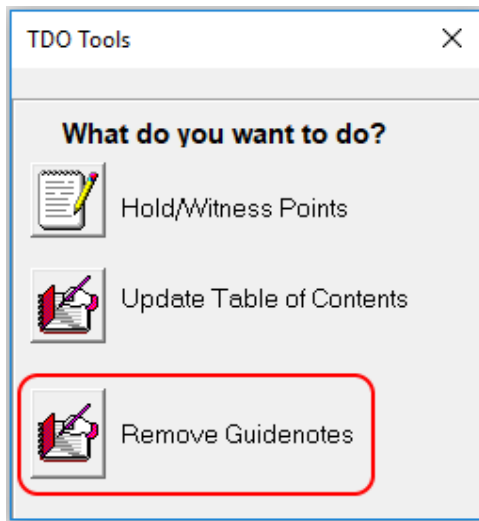 TDO Tools
What do you want to do?
Hold/Witness Points
Update Table of Contents
Remove Guidenotes